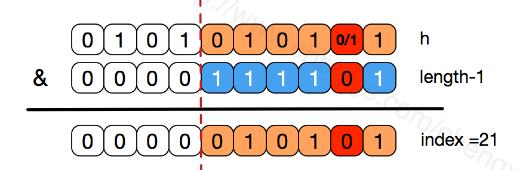 0 1 0 1 0 1 0 1 0/1 1 h
& 0 0 0 0 1 1 1 1 0 1 length-1
0 0 0 0 0 1 0 1 0 1 index =21